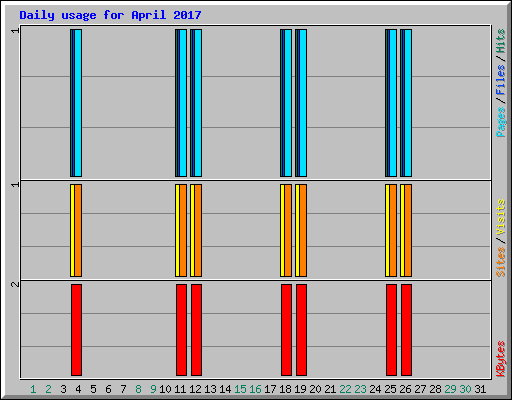 Daily usage for April 2017
1
1
2
Pages / Files / Hits
Sites / Visits
KBytes
1 2 3 4 5 6 7 8 9 10 11 12 13 14 15 16 17 18 19 20 21 22 23 24 25 26 27 28 29 30 31